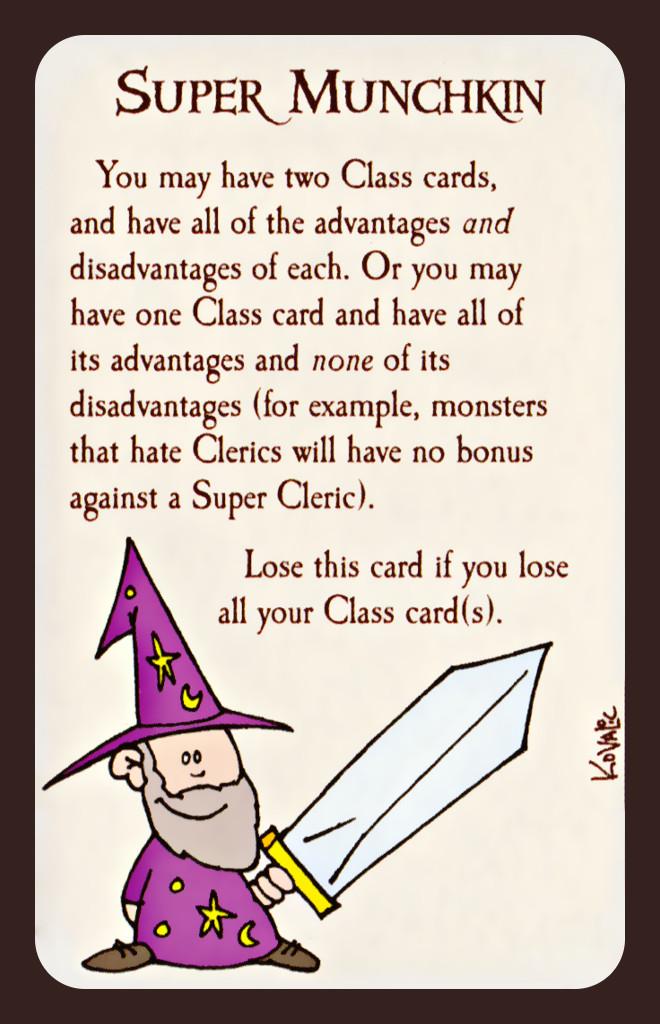 Super Munchkin
You may have two Class cards,
and have all of the advantages and
disadvantages of each. Or you may
have one Class card and have all of
its advantages and none of its
disadvantages (for example, monsters
that hate Clerics will have no bonus
against a Super Cleric).
Lose this card if you lose
all your Class card(s).
Kovalic